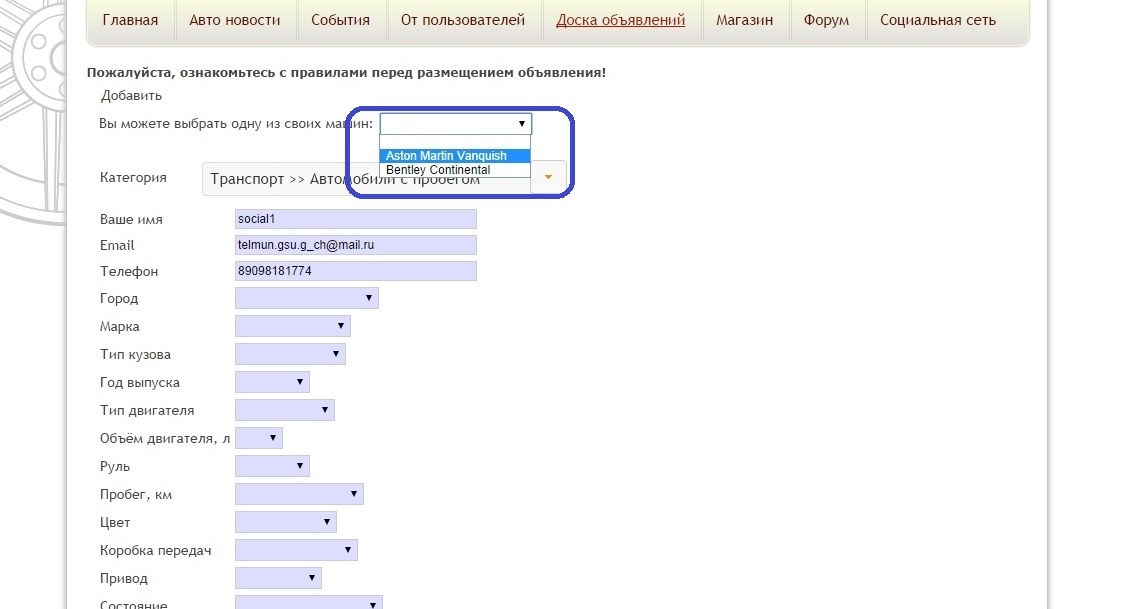 Главная Авто новости События От пользователей Доска объявлений Магазин Форум Социальная сеть
Пожалуйста, ознакомьтесь с правилами перед размещением объявления!
Добавить
Вы можете выбрать одну из своих машин:
Aston Martin Vanquish
Bentley Continental
Категория Транспорт >> Автомобили с пробегом
Ваше имя social1
Email telmun.gsu.g_ch@mail.ru
Телефон 89098181774
Город
Марка
Тип кузова
Год выпуска
Тип двигателя
Объём двигателя, л
Руль
Пробег, км
Цвет
Коробка передач
Привод
Состояние